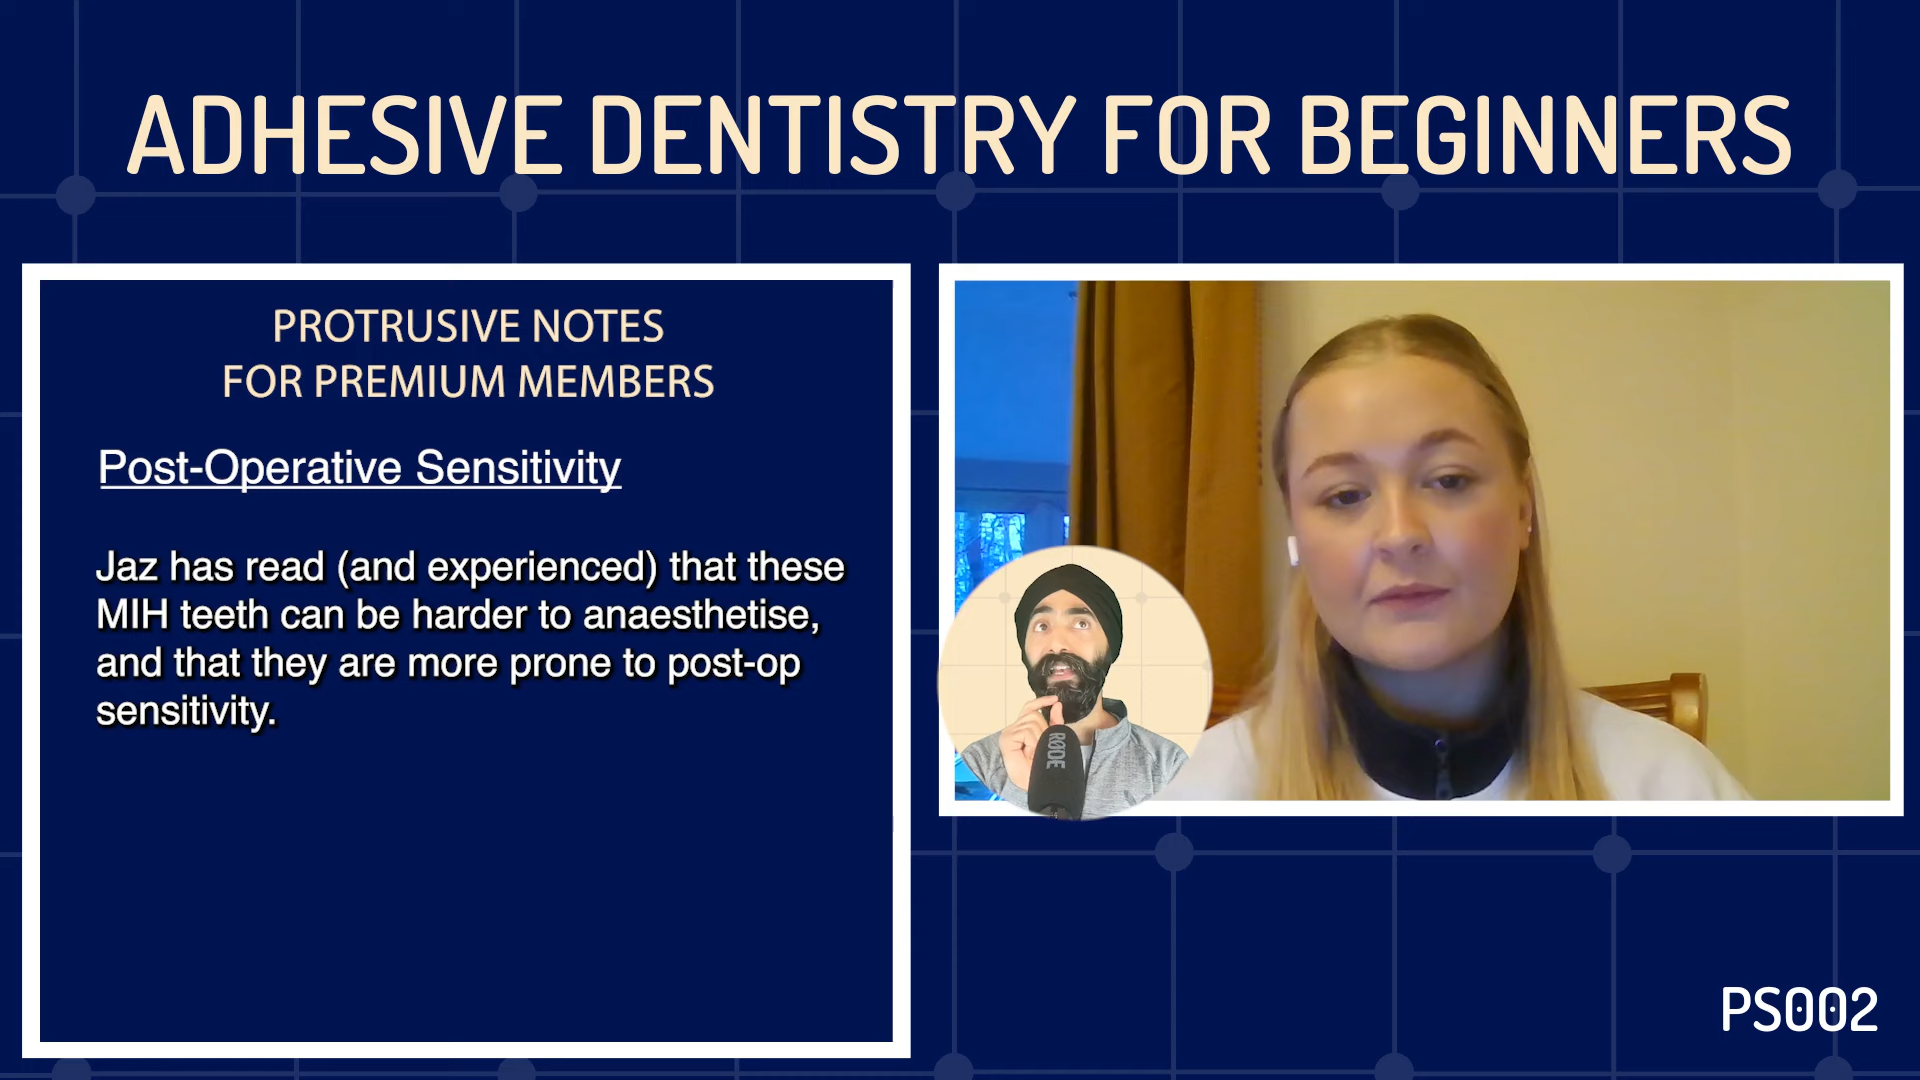 ADHESIVE DENTISTRY FOR BEGINNERS
PROTRUSIVE NOTES
FOR PREMIUM MEMBERS
Post-Operative Sensitivity
Jaz has read (and experienced) that these
MIH teeth can be harder to anaesthetise,
and that they are more prone to post-op
sensitivity.
RØDE
PS002